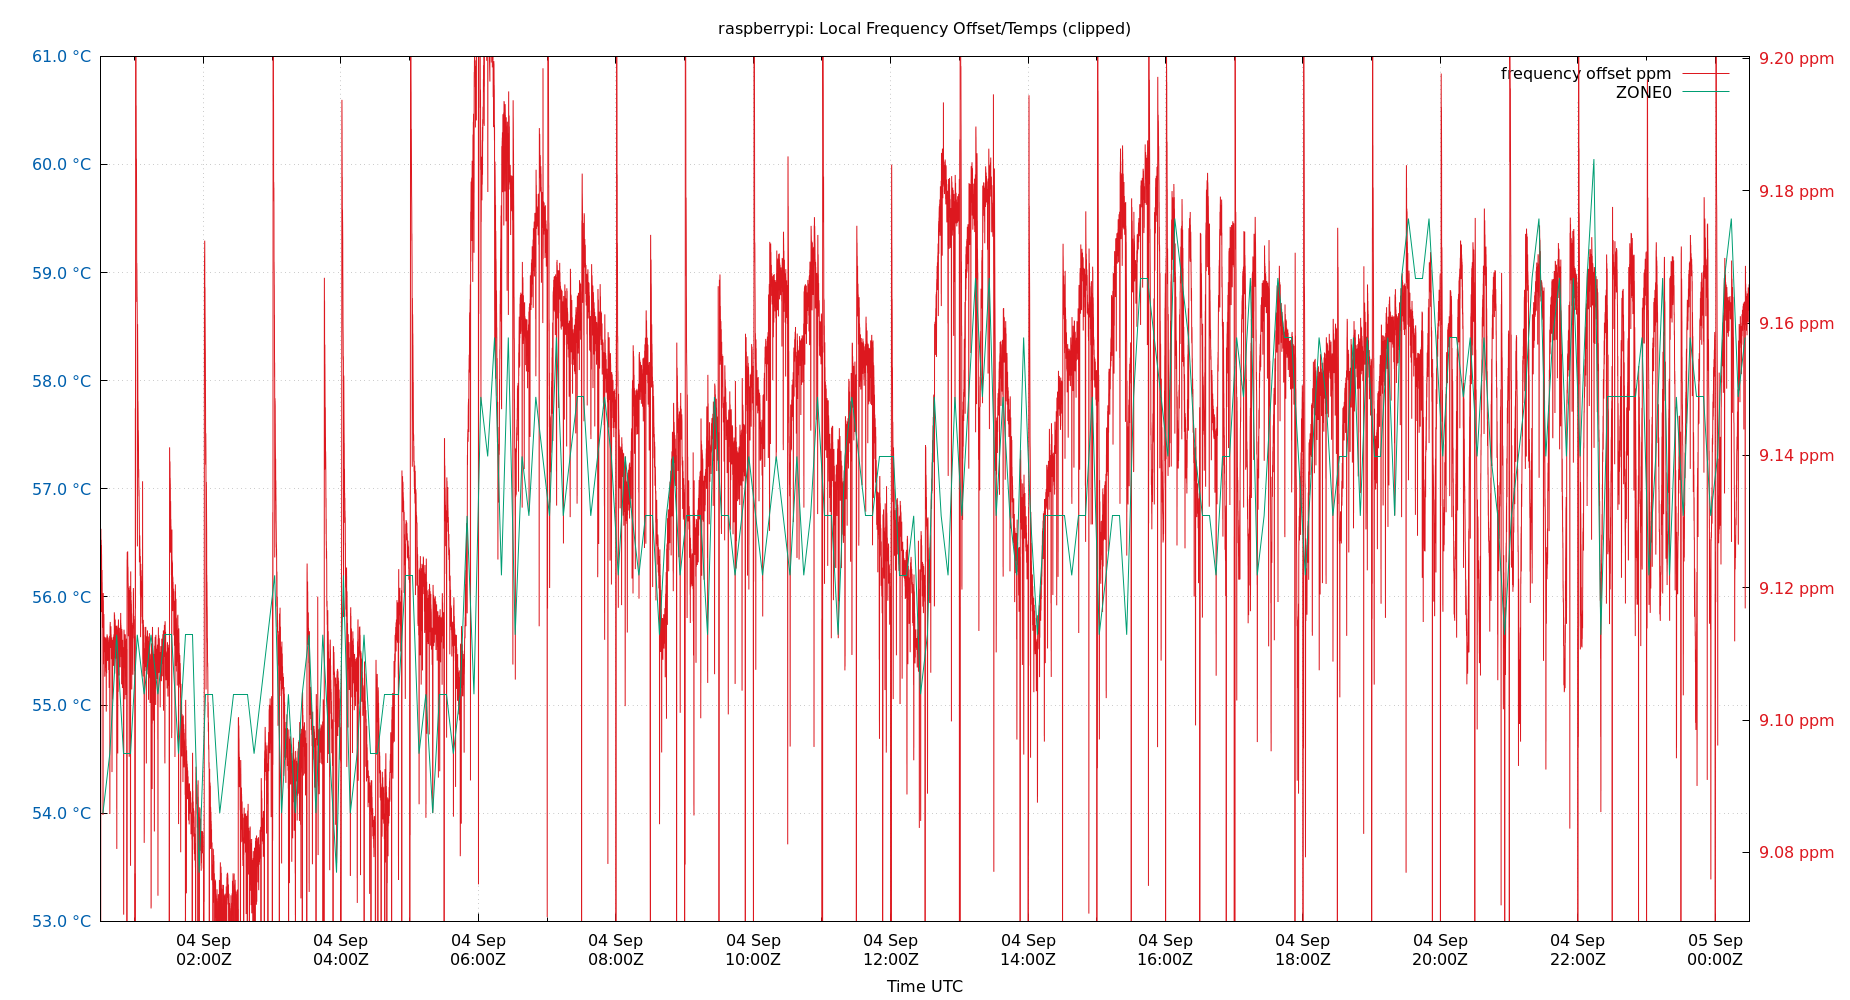 raspberrypi: Local Frequency Offset/Temps (clipped)
61.0 °C
60.0 °C
59.0 °C
58.0 °C
57.0 °C
56.0 °C
55.0 °C
54.0 °C
53.0 °C
9.20 ppm
9.18 ppm
9.16 ppm
9.14 ppm
9.12 ppm
9.10 ppm
9.08 ppm
frequency offset ppm
ZONE0
04 Sep 04 Sep 04 Sep 04 Sep 04 Sep 04 Sep 04 Sep 04 Sep 04 Sep 04 Sep 04 Sep 05 Sep
02:00Z 04:00Z 06:00Z 08:00Z 10:00Z 12:00Z 14:00Z 16:00Z 18:00Z 20:00Z 22:00Z 00:00Z
Time UTC